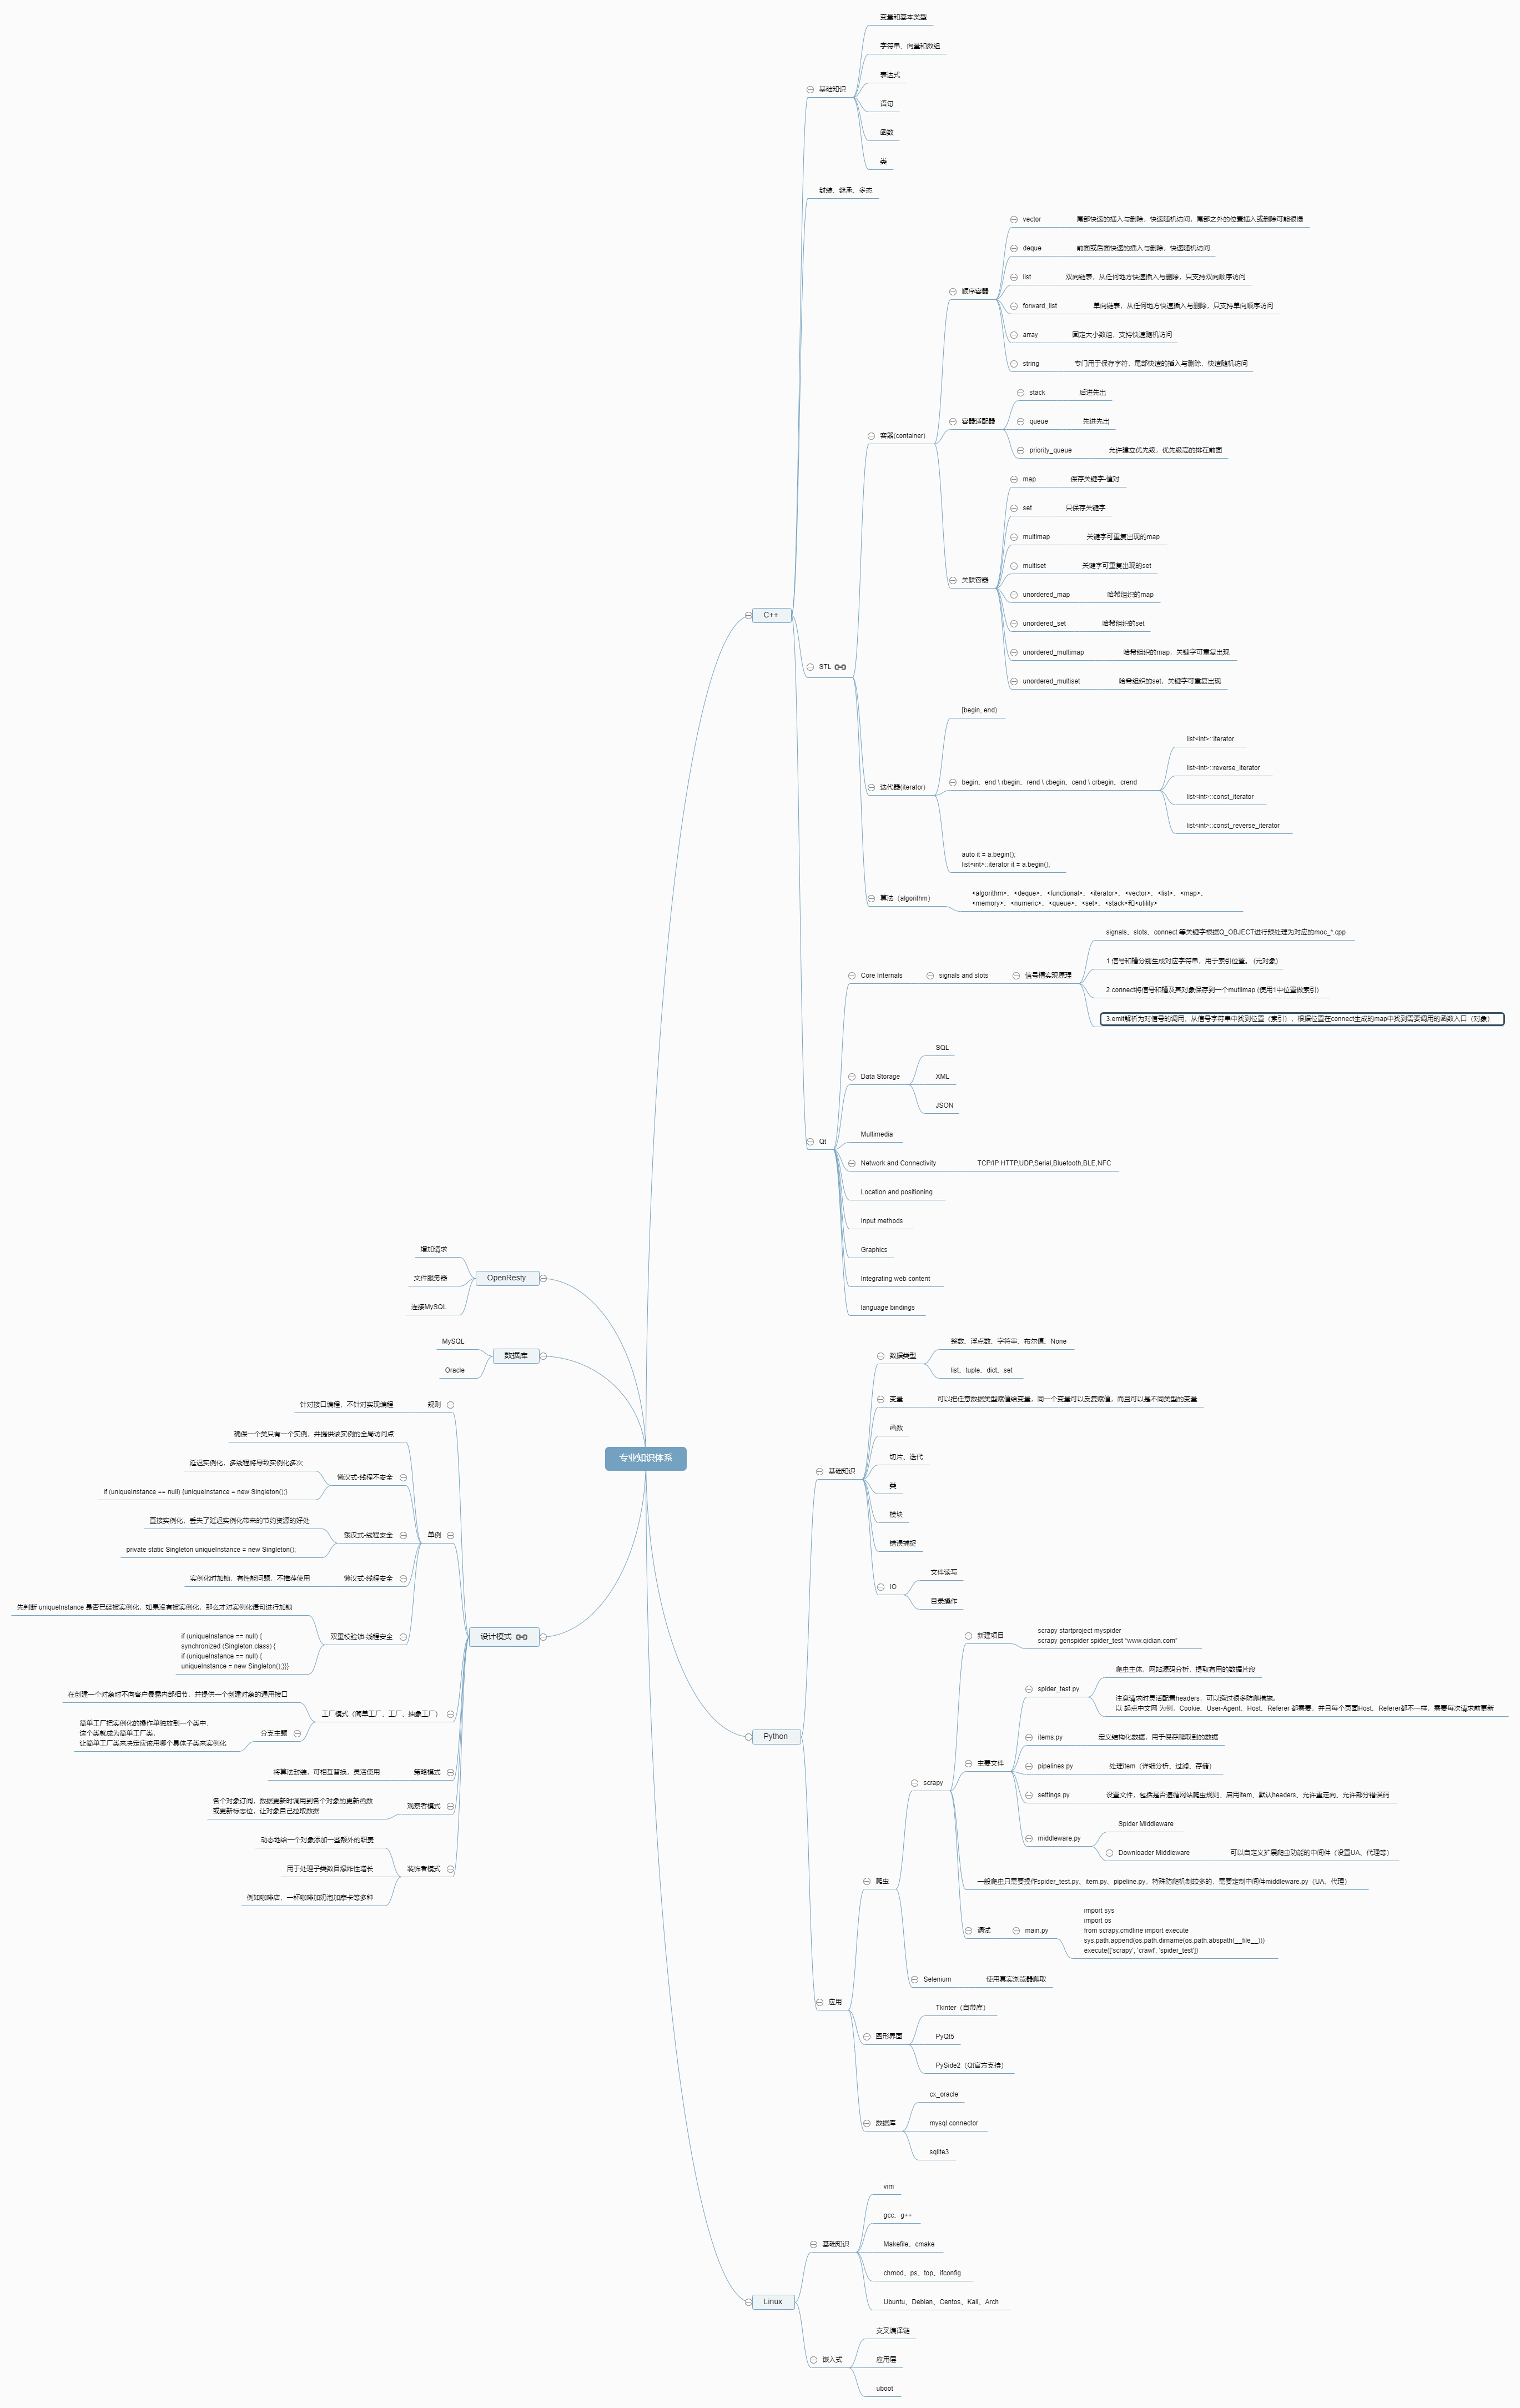 专业知识体系
C++
基础知识
变量和基本类型
字符串、向量和数组
表达式
语句
函数
类
封装、继承、多态
STL
容器(container)
顺序容器
vector
尾部快速的插入与删除，快速随机访问，尾部之外的位置插入或删除可能很慢
deque
前面或后面快速的插入与删除，快速随机访问
list
双向链表，从任何地方快速插入与删除，只支持双向顺序访问
forward_list
单向链表，从任何地方快速插入与删除，只支持单向顺序访问
array
固定大小数组，支持快速随机访问
string
专门用于保存字符，尾部快速的插入与删除，快速随机访问
容器适配器
stack
后进先出
queue
先进先出
priority_queue
允许建立优先级，优先级高的排在前面
关联容器
map
保存关键字-值对
set
只保存关键字
multimap
关键字可重复出现的map
multiset
关键字可重复出现的set
unordered_map
哈希组织的map
unordered_set
哈希组织的set
unordered_multimap
哈希组织的map，关键字可重复出现
unordered_multiset
哈希组织的set，关键字可重复出现
迭代器(iterator)
[begin, end)
begin、end \ rbegin、rend \ cbegin、cend \ crbegin、crend
list<int>::iterator
list<int>::reverse_iterator
list<int>::const_iterator
list<int>::const_reverse_iterator
auto it = a.begin();
list<int>::iterator it = a.begin();
算法（algorithm）
<algorithm>、<deque>、<functional>、<iterator>、<vector>、<list>、<map>、
<memory>、<numeric>、<queue>、<set>、<stack>和<utility>
Qt
Core Internals
signals and slots
信号槽实现原理
signals、slots、connect 等关键字根据Q_OBJECT进行预处理为对应的moc_*.cpp
1.信号和槽分别生成对应字符串，用于索引位置。 (元对象)
2.connect将信号和槽及其对象保存到一个mutlimap (使用1中位置做索引)
3.emit解析为对信号的调用，从信号字符串中找到位置（索引），根据位置在connect生成的map中找到需要调用的函数入口（对象）
Data Storage
SQL
XML
JSON
Multimedia
Network and Connectivity
TCP/IP HTTP,UDP,Serial,Bluetooth,BLE,NFC
Location and positioning
Input methods
Graphics
Integrating web content
language bindings
OpenResty
增加请求
文件服务器
连接MySQL
数据库
MySQL
Oracle
设计模式
规则
针对接口编程，不针对实现编程
单例
确保一个类只有一个实例，并提供该实例的全局访问点
懒汉式-线程不安全
延迟实例化，多线程将导致实例化多次
if (uniqueInstance == null) {uniqueInstance = new Singleton();}
饿汉式-线程安全
直接实例化，丢失了延迟实例化带来的节约资源的好处
private static Singleton uniqueInstance = new Singleton();
懒汉式-线程安全
实例化时加锁，有性能问题，不推荐使用
双重校验锁-线程安全
先判断 uniqueInstance 是否已经被实例化，如果没有被实例化，那么才对实例化语句进行加锁
if (uniqueInstance == null) {
synchronized (Singleton.class) {
if (uniqueInstance == null) {
uniqueInstance = new Singleton();}}}
工厂模式（简单工厂，工厂，抽象工厂）
在创建一个对象时不向客户暴露内部细节，并提供一个创建对象的通用接口
分支主题
简单工厂把实例化的操作单独放到一个类中，
这个类就成为简单工厂类，
让简单工厂类来决定应该用哪个具体子类来实例化
策略模式
将算法封装，可相互替换，灵活使用
观察者模式
各个对象订阅，数据更新时调用到各个对象的更新函数
或更新标志位，让对象自己拉取数据
装饰者模式
动态地给一个对象添加一些额外的职责
用于处理子类数目爆炸性增长
例如咖啡店，一杯咖啡加奶泡加摩卡等多种
Python
基础知识
数据类型
整数、浮点数、字符串、布尔值、None
list、tuple、dict、set
变量
可以把任意数据类型赋值给变量，同一个变量可以反复赋值，而且可以是不同类型的变量
函数
切片、迭代
类
模块
错误捕捉
IO
文件读写
目录操作
应用
爬虫
scrapy
新建项目
scrapy startproject myspider
scrapy genspider spider_test "www.qidian.com"
主要文件
spider_test.py
爬虫主体，网站源码分析，提取有用的数据片段
注意请求时灵活配置headers，可以逃过很多防爬措施。
以 起点中文网 为例，Cookie、User-Agent、Host、Referer 都需要，并且每个页面Host、Referer都不一样，需要每次请求前更新
items.py
定义结构化数据，用于保存爬取到的数据
pipelines.py
处理item（详细分析、过滤、存储）
settings.py
设置文件，包括是否遵循网站爬虫规则、启用item、默认headers、允许重定向、允许部分错误码
middleware.py
Spider Middleware
Downloader Middleware
可以自定义扩展爬虫功能的中间件（设置UA、代理等）
一般爬虫只需要操作spider_test.py、item.py、pipeline.py，特殊防爬机制较多的，需要定制中间件middleware.py（UA、代理）
调试
main.py
import sys
import os
from scrapy.cmdline import execute
sys.path.append(os.path.dirname(os.path.abspath(__file__)))
execute(['scrapy', 'crawl', 'spider_test'])
Selenium
使用真实浏览器爬取
图形界面
Tkinter（自带库）
PyQt5
PySide2（Qt官方支持）
数据库
cx_oracle
mysql.connector
sqlite3
Linux
基础知识
vim
gcc、g++
Makefile、cmake
chmod、ps、top、ifconfig
Ubuntu、Debian、Centos、Kali、Arch
嵌入式
交叉编译链
应用层
uboot